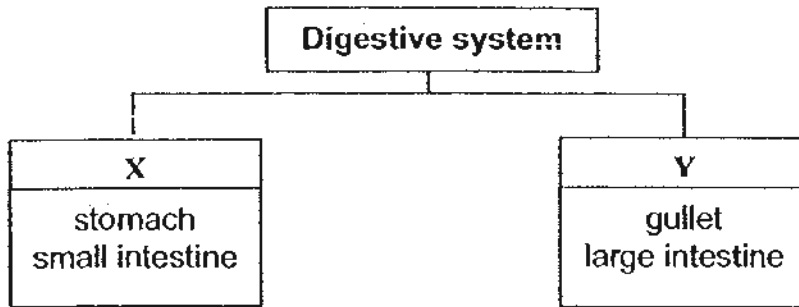 Digestive system
X
stomach
small intestine
Y
gullet
large intestine